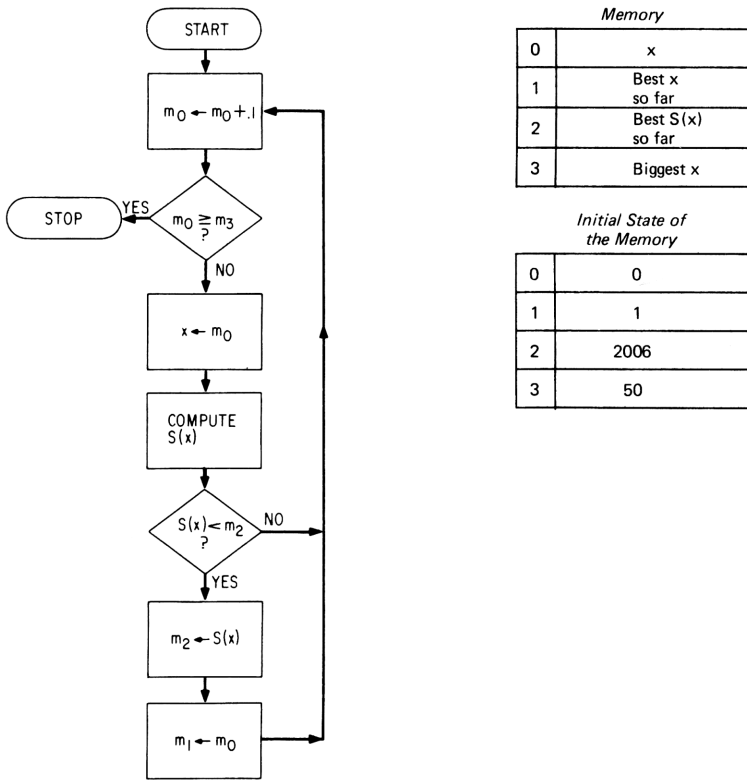 START
m0 ← m0 + .1
YES
STOP
m0 ≧ m3
?
NO
x ← m0
COMPUTE
S(x)
S(x) < m2
?
NO
YES
m2 ← S(x)
m1 ← m0
Memory
0 x
1 Best x
so far
2 Best S(x)
so far
3 Biggest x
Initial State of
the Memory
0 0
1 1
2 2006
3 50